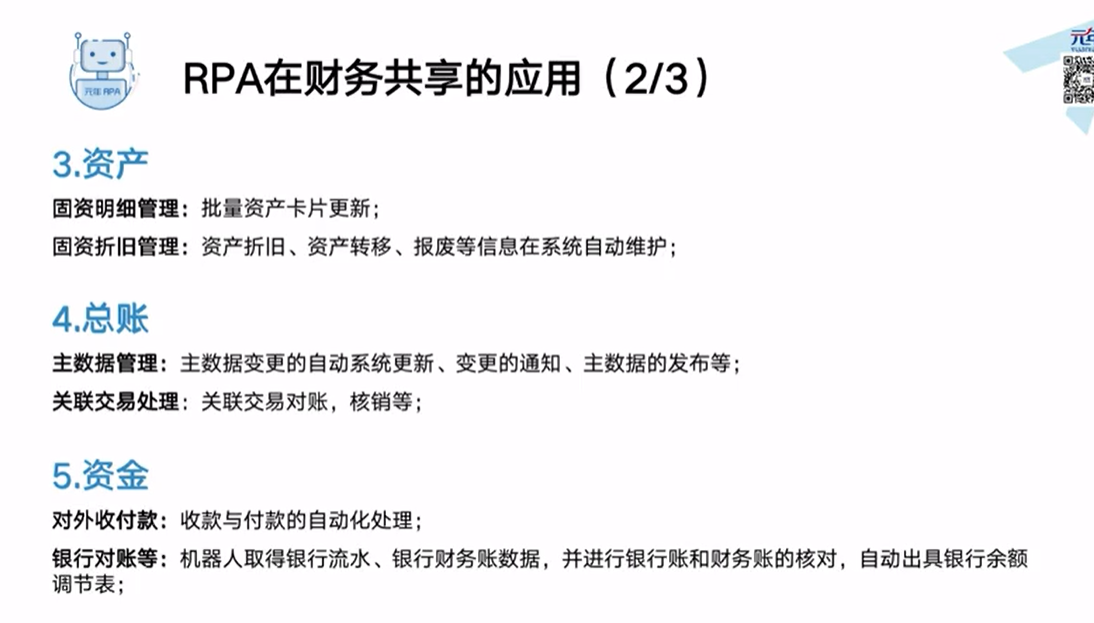 元年 RPA
RPA在财务共享的应用（2/3）
3.资产
固资明细管理：批量资产卡片更新；
固资折旧管理：资产折旧、资产转移、报废等信息在系统自动维护；
4.总账
主数据管理：主数据变更的自动系统更新、变更的通知、主数据的发布等；
关联交易处理：关联交易对账，核销等；
5.资金
对外收付款：收款与付款的自动化处理；
银行对账等：机器人取得银行流水、银行财务账数据，并进行银行账和财务账的核对，自动出具银行余额
调节表；